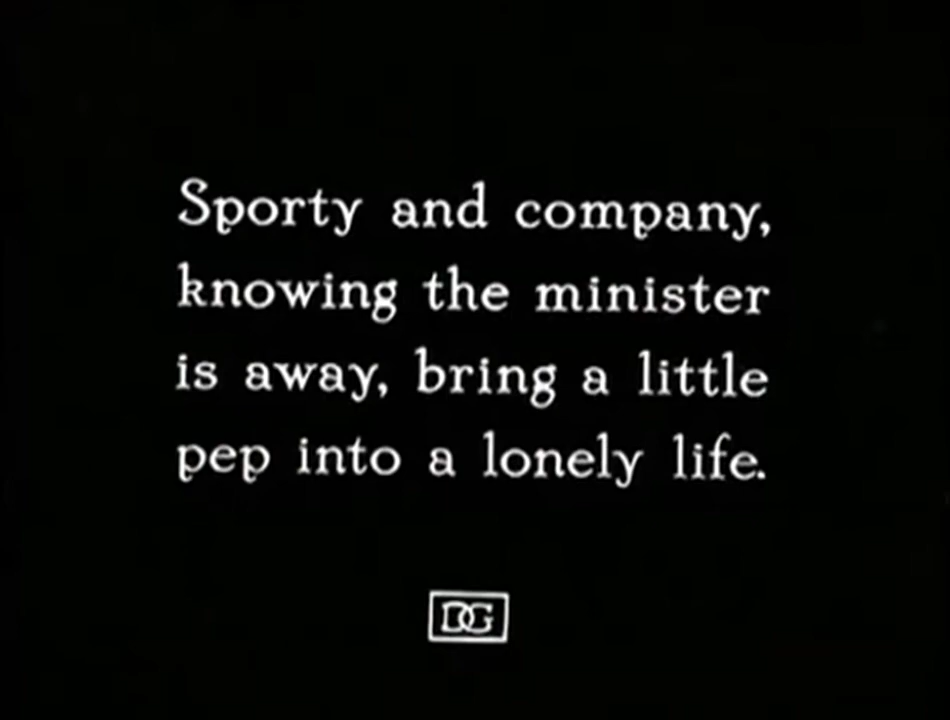 Sporty and company,
knowing the minister
is away, bring a little
pep into a lonely life.
DG